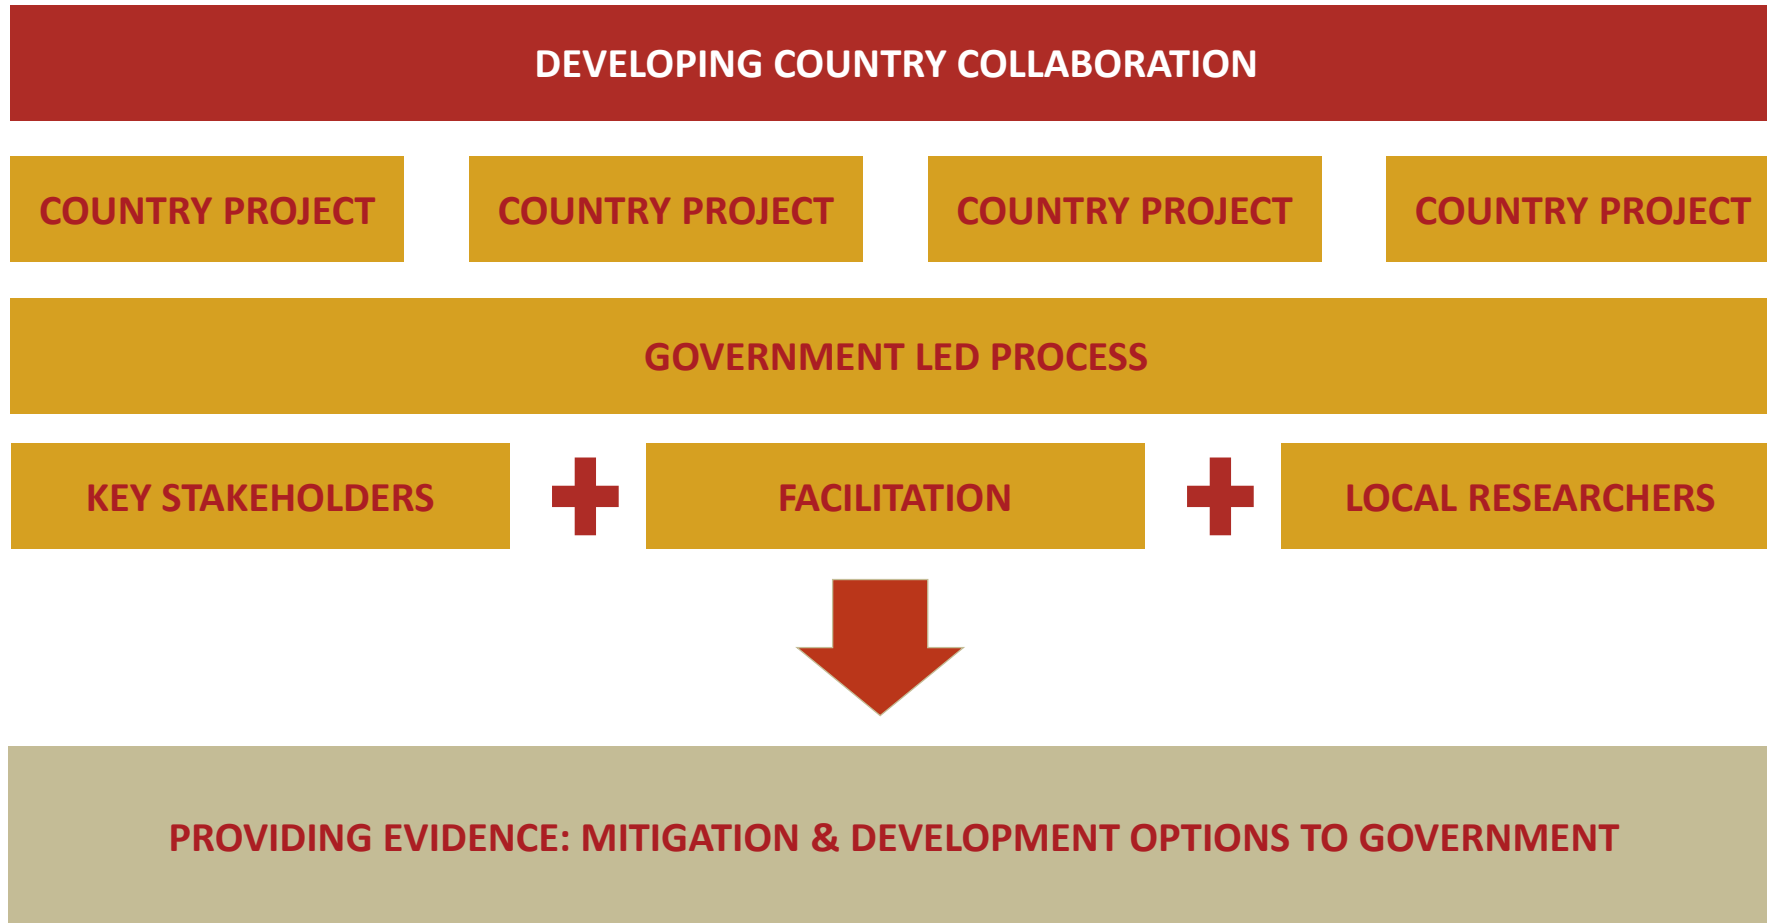 DEVELOPING COUNTRY COLLABORATION
COUNTRY PROJECT
COUNTRY PROJECT
COUNTRY PROJECT
COUNTRY PROJECT
GOVERNMENT LED PROCESS
KEY STAKEHOLDERS
FACILITATION
LOCAL RESEARCHERS
PROVIDING EVIDENCE: MITIGATION & DEVELOPMENT OPTIONS TO GOVERNMENT